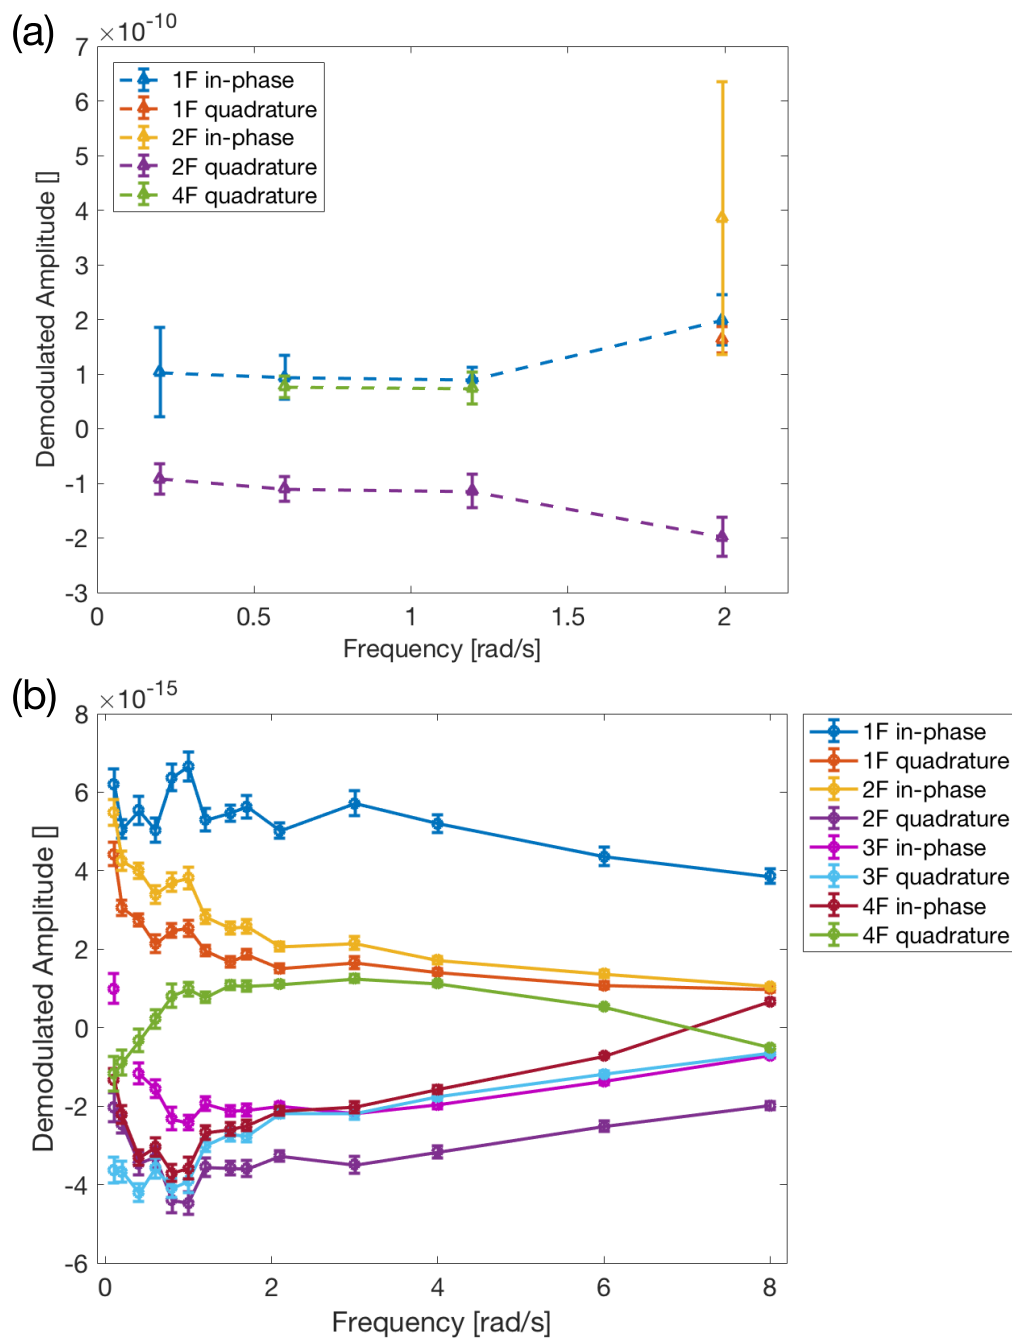 (a)
×10⁻¹⁰
7
6
5
4
3
2
1
0
-1
-2
-3
0 0.5 1 1.5 2
Demodulated Amplitude []
Frequency [rad/s]
1F in-phase
1F quadrature
2F in-phase
2F quadrature
4F quadrature
(b)
×10⁻¹⁵
8
6
4
2
0
-2
-4
-6
0 2 4 6 8
Demodulated Amplitude []
Frequency [rad/s]
1F in-phase
1F quadrature
2F in-phase
2F quadrature
3F in-phase
3F quadrature
4F in-phase
4F quadrature